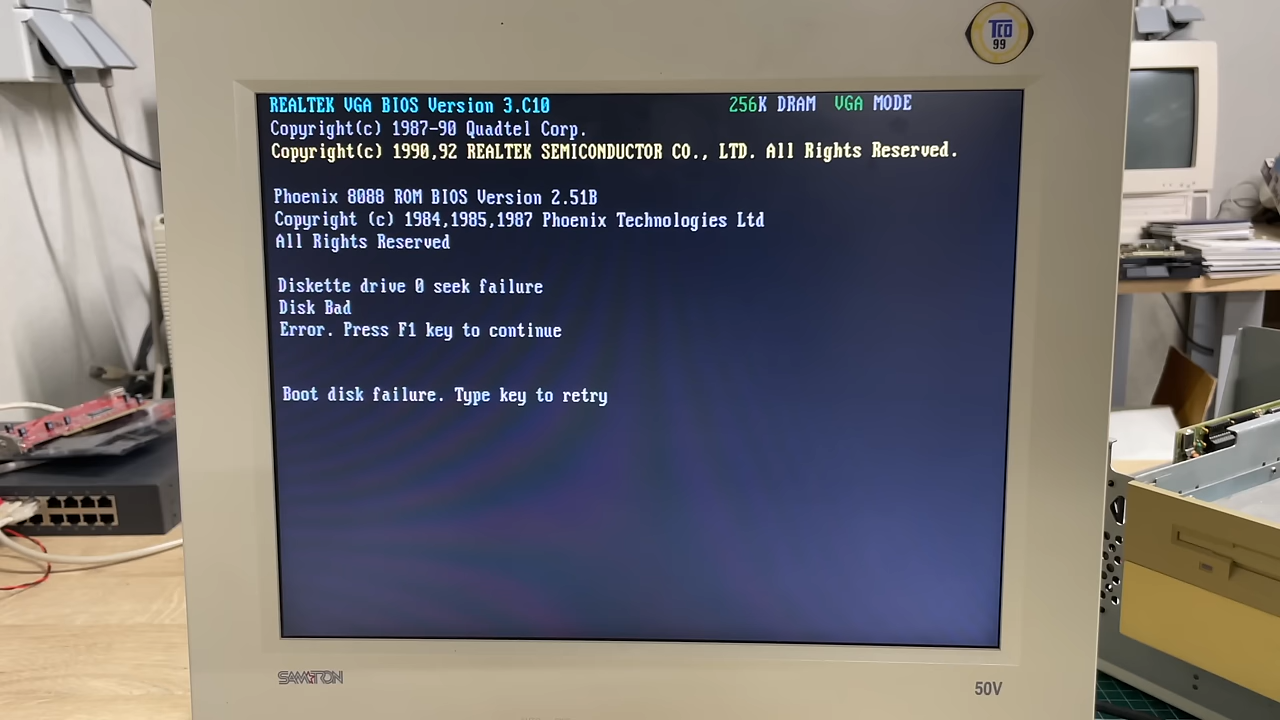 TCO
99
REALTEK VGA BIOS Version 3.C10 256K DRAM VGA MODE
Copyright(c) 1987-90 Quadtel Corp.
Copyright(c) 1990,92 REALTEK SEMICONDUCTOR CO., LTD. All Rights Reserved.
Phoenix 8088 ROM BIOS Version 2.51B
Copyright (c) 1984,1985,1987 Phoenix Technologies Ltd
All Rights Reserved
Diskette drive 0 seek failure
Disk Bad
Error. Press F1 key to continue
Boot disk failure. Type key to retry
SAMTRON
50V